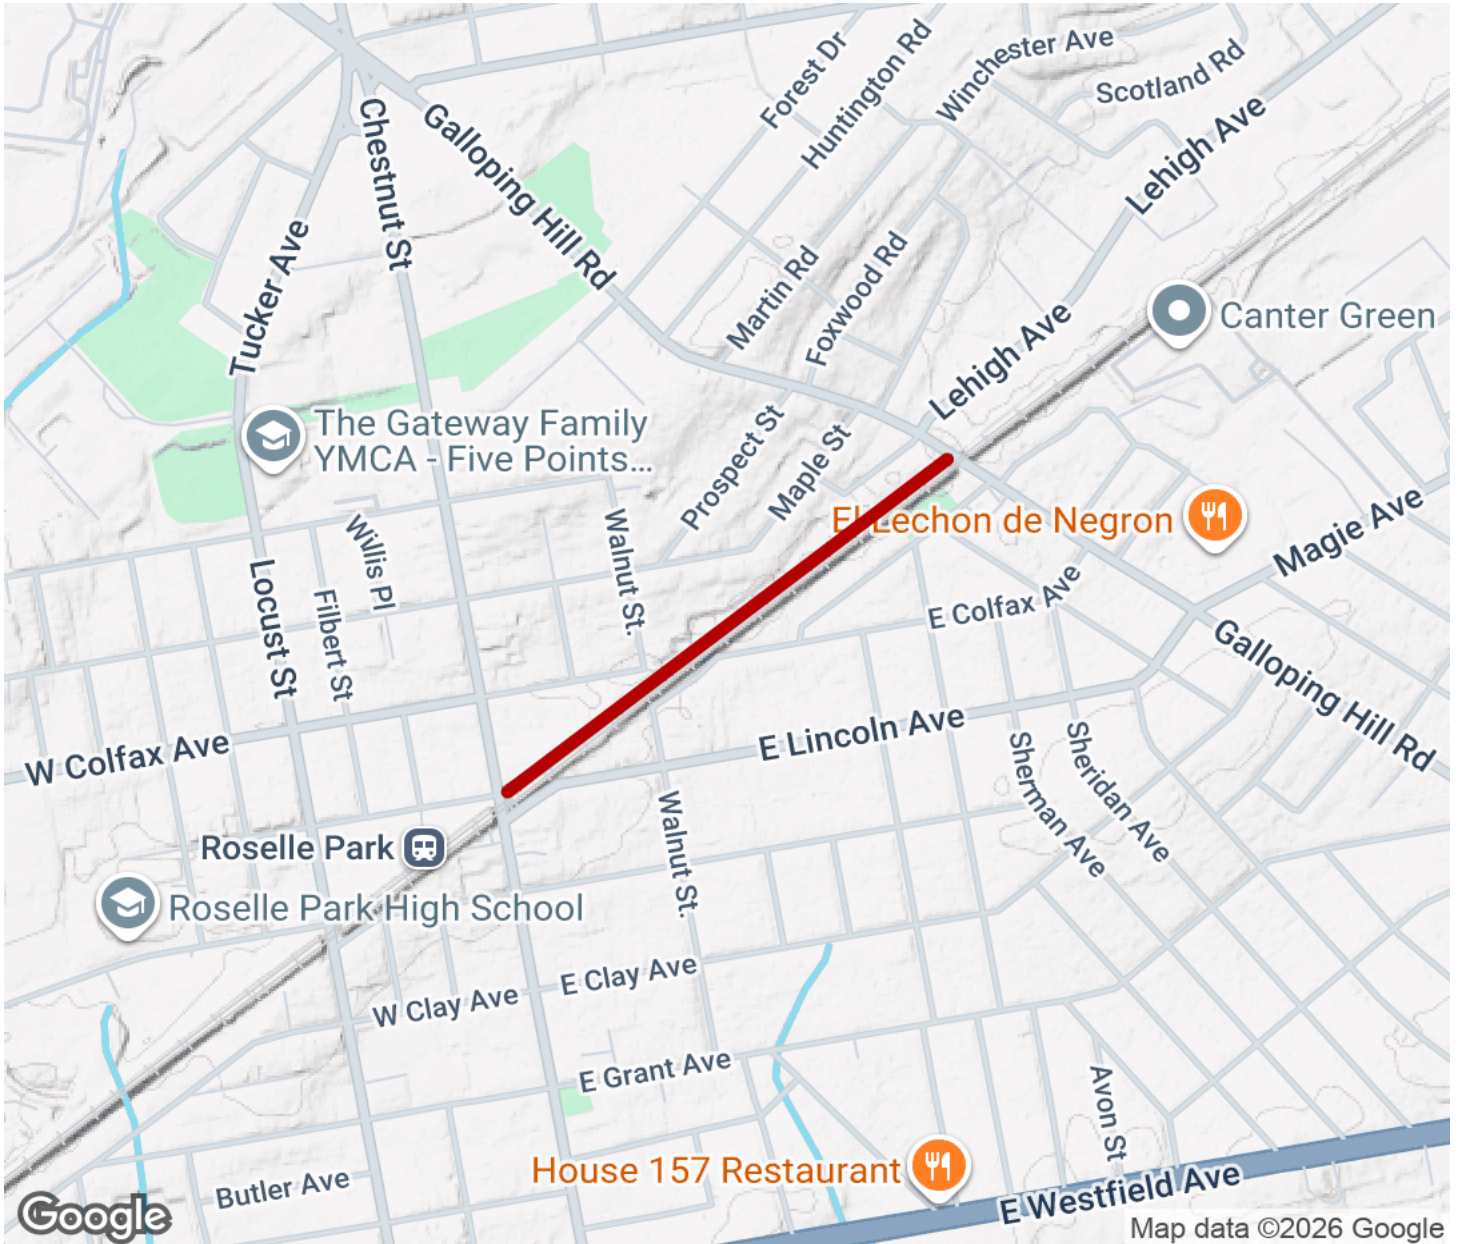 Forest Dr
Huntington Rd
Winchester Ave
Scotland Rd
Lehigh Ave
Chestnut St
Galloping Hill Rd
Tucker Ave
Martin Rd
Foxwood Rd
Lehigh Ave
Canter Green
The Gateway Family
YMCA - Five Points...
Prospect St
Maple St
El Lechon de Negron
Magie Ave
Willis Pl
Walnut St.
Locust St
Filbert St
E Colfax Ave
Galloping Hill Rd
W Colfax Ave
E Lincoln Ave
Sherman Ave
Sheridan Ave
Walnut St.
Roselle Park
Roselle Park High School
E Clay Ave
W Clay Ave
E Grant Ave
Avon St
House 157 Restaurant
Butler Ave
E Westfield Ave
Google
Map data ©2026 Google